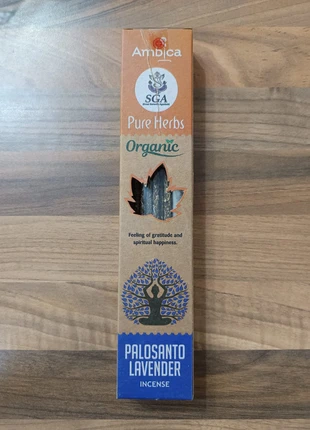 Ambica
SGA
Pure Herbs
Organic
Feeling of gratitude and
spiritual happiness.
PALOSANTO
LAVENDER
INCENSE